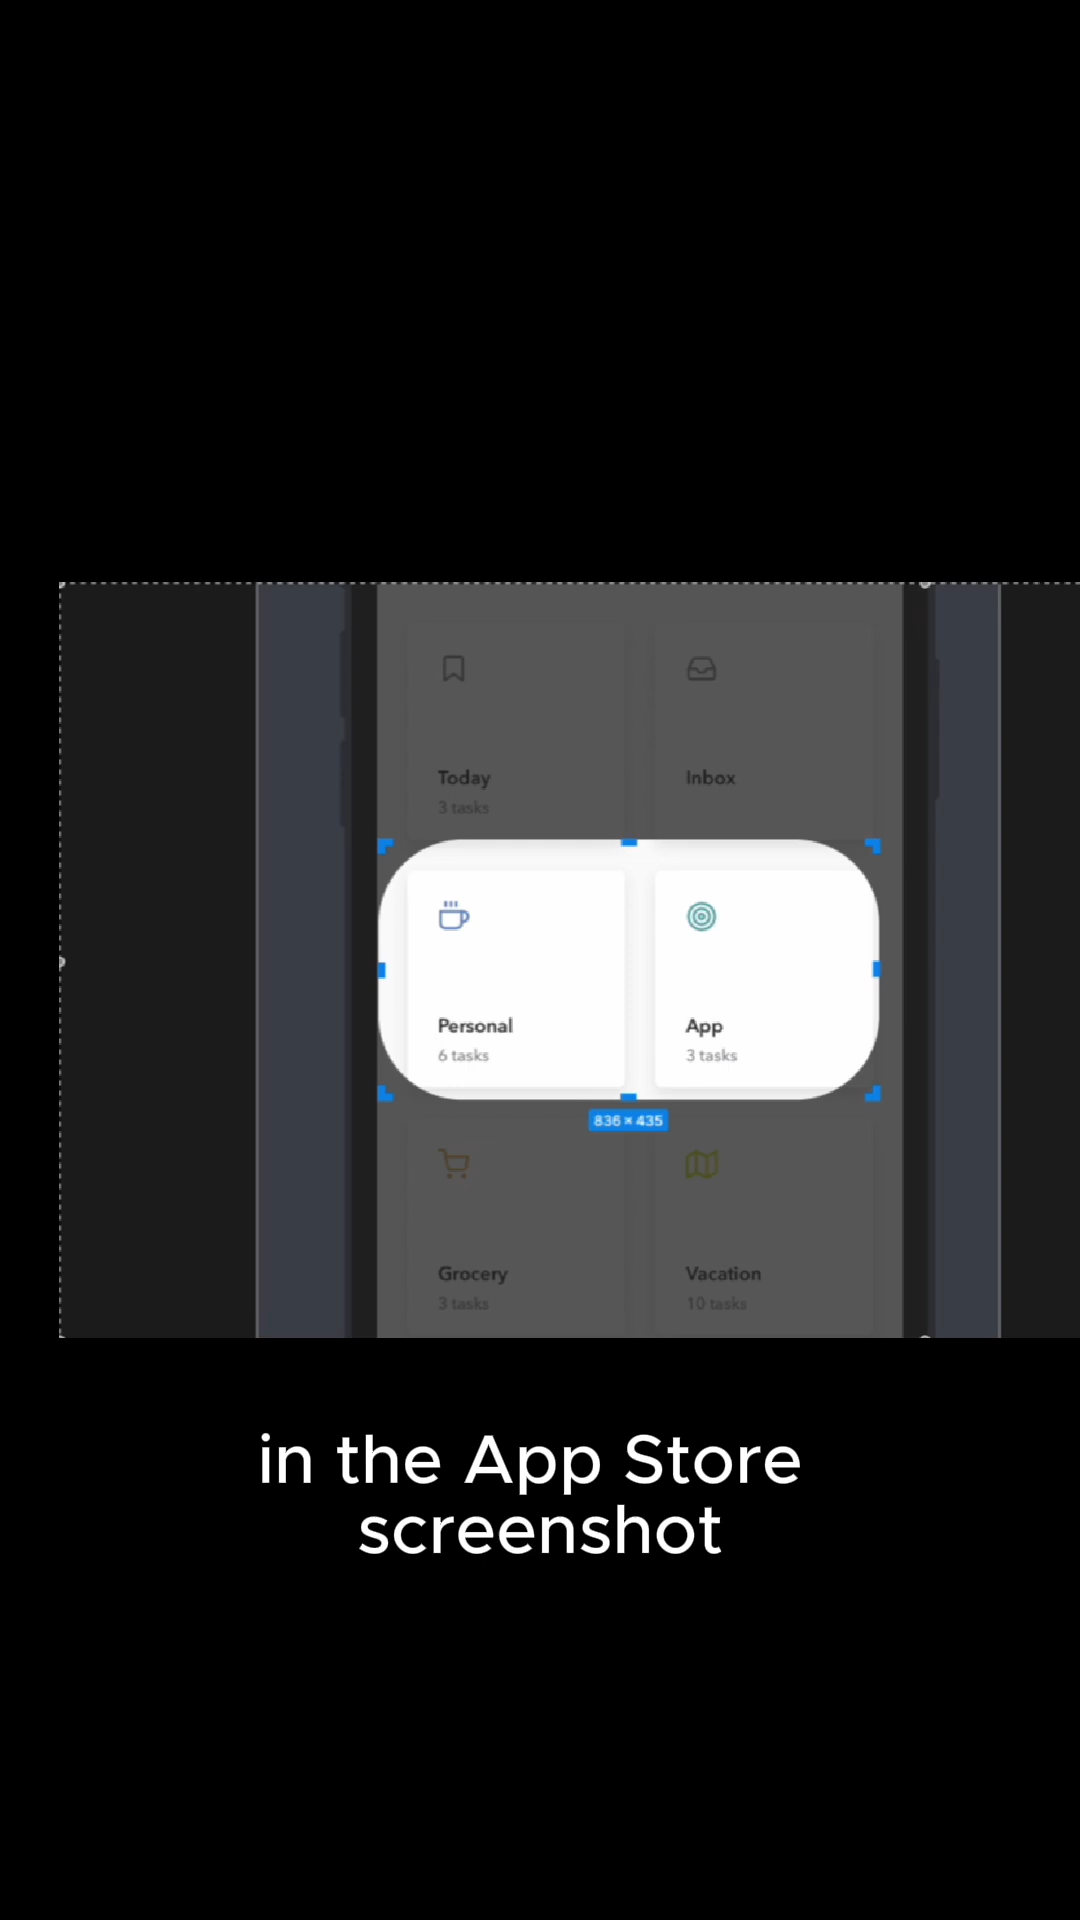 Today
3 tasks
Inbox
Personal
6 tasks
App
3 tasks
836 × 435
Grocery
3 tasks
Vacation
10 tasks
in the App Store
screenshot